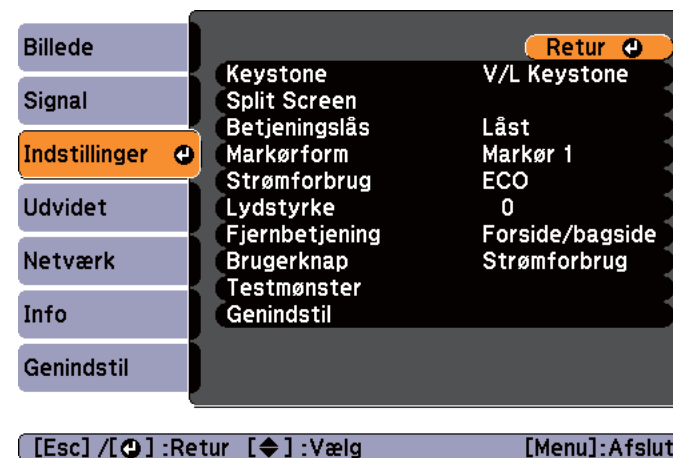 Billede
Signal
Indstillinger
Udvidet
Netværk
Info
Genindstil
Retur
Keystone V/L Keystone
Split Screen
Betjeningslås Låst
Markørform Markør 1
Strømforbrug ECO
Lydstyrke 0
Fjernbetjening Forside/bagside
Brugerknap Strømforbrug
Testmønster
Genindstil
[Esc] /[ ] :Retur [ ] :Vælg [Menu]:Afslut